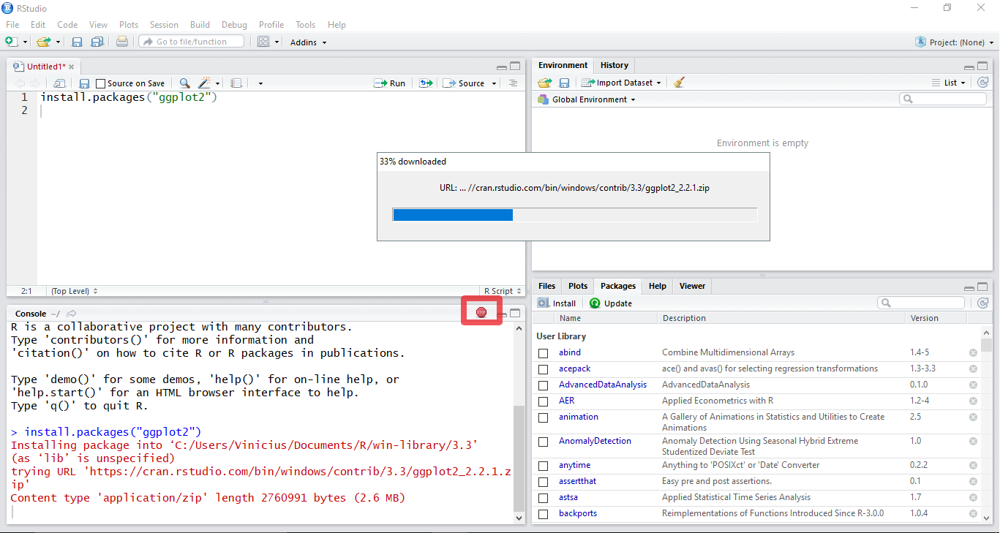 RStudio
File Edit Code View Plots Session Build Debug Profile Tools Help
Go to file/function Addins Project: (None)
Untitled1*
Source on Save Run Source
1 install.packages("ggplot2")
2
2:1 (Top Level) R Script
Console ~/
STOP
R is a collaborative project with many contributors.
Type 'contributors()' for more information and
'citation()' on how to cite R or R packages in publications.
Type 'demo()' for some demos, 'help()' for on-line help, or
'help.start()' for an HTML browser interface to help.
Type 'q()' to quit R.
> install.packages("ggplot2")
Installing package into ‘C:/Users/Vinicius/Documents/R/win-library/3.3’
(as ‘lib’ is unspecified)
trying URL 'https://cran.rstudio.com/bin/windows/contrib/3.3/ggplot2_2.2.1.z
ip'
Content type 'application/zip' length 2760991 bytes (2.6 MB)
33% downloaded
URL: ... //cran.rstudio.com/bin/windows/contrib/3.3/ggplot2_2.2.1.zip
Environment History
Import Dataset List
Global Environment
Environment is empty
Files Plots Packages Help Viewer
Install Update
Name Description Version
User Library
abind Combine Multidimensional Arrays 1.4-5
acepack ace() and avas() for selecting regression transformations 1.3-3.3
AdvancedDataAnalysis AdvancedDataAnalysis 0.1.0
AER Applied Econometrics with R 1.2-4
animation A Gallery of Animations in Statistics and Utilities to Create 2.5
Animations
AnomalyDetection Anomaly Detection Using Seasonal Hybrid Extreme 1.0
Studentized Deviate Test
anytime Anything to 'POSIXct' or 'Date' Converter 0.2.2
assertthat Easy pre and post assertions. 0.1
astsa Applied Statistical Time Series Analysis 1.7
backports Reimplementations of Functions Introduced Since R-3.0.0 1.0.4